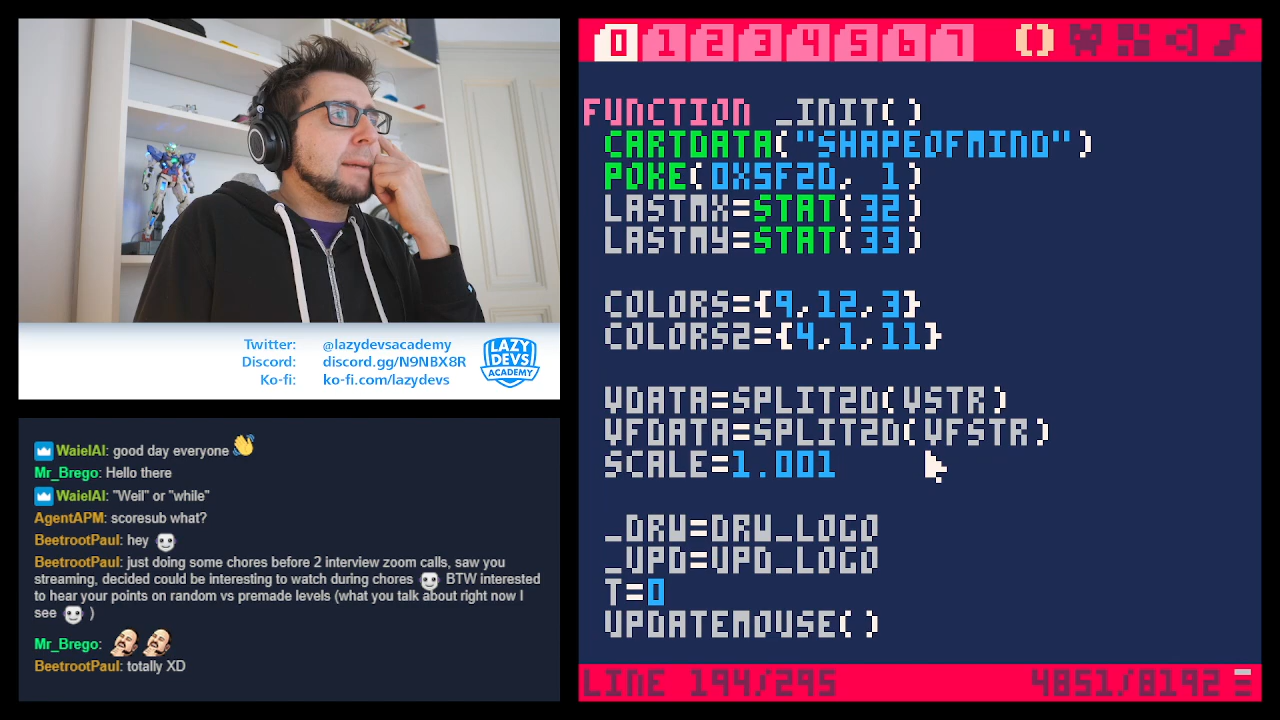 Twitter: @lazydevsacademy
Discord: discord.gg/N9NBX8R
Ko-fi: ko-fi.com/lazydevs
LAZY
DEVS
ACADEMY
WaielAI: good day everyone
Mr_Brego: Hello there
WaielAI: "Weil" or "while"
AgentAPM: scoresub what?
BeetrootPaul: hey
BeetrootPaul: just doing some chores before 2 interview zoom calls, saw you
streaming, decided could be interesting to watch during chores BTW interested
to hear your points on random vs premade levels (what you talk about right now I
see )
Mr_Brego:
BeetrootPaul: totally XD
0 1 2 3 4 5 6 7
FUNCTION _INIT()
CARTDATA("SHAPEOFMIND")
POKE(0X5F2D, 1)
LASTMX=STAT(32)
LASTMY=STAT(33)
COLORS={9,12,3}
COLORS2={4,1,11}
VDATA=SPLIT2D(VSTR)
VFDATA=SPLIT2D(VFSTR)
SCALE=1.001
_DRW=DRW_LOGO
_UPD=UPD_LOGO
T=0
UPDATEMOUSE()
LINE 194/295 4851/8192